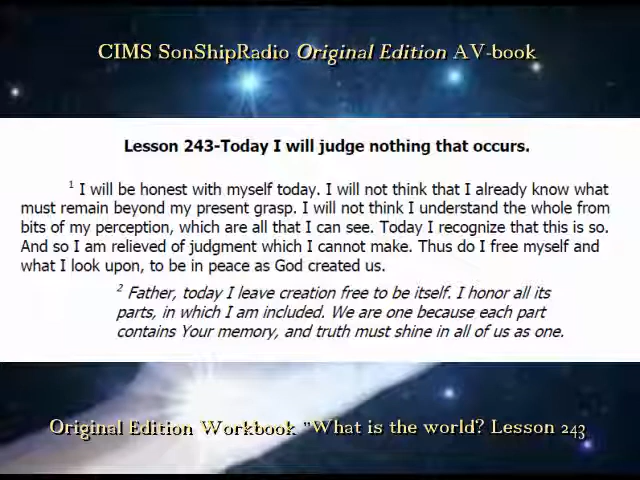 CIMS SonShipRadio Original Edition AV-book
Lesson 243-Today I will judge nothing that occurs.
1 I will be honest with myself today. I will not think that I already know what
must remain beyond my present grasp. I will not think I understand the whole from
bits of my perception, which are all that I can see. Today I recognize that this is so.
And so I am relieved of judgment which I cannot make. Thus do I free myself and
what I look upon, to be in peace as God created us.
2 Father, today I leave creation free to be itself. I honor all its
parts, in which I am included. We are one because each part
contains Your memory, and truth must shine in all of us as one.
Original Edition Workbook "What is the world? Lesson 243